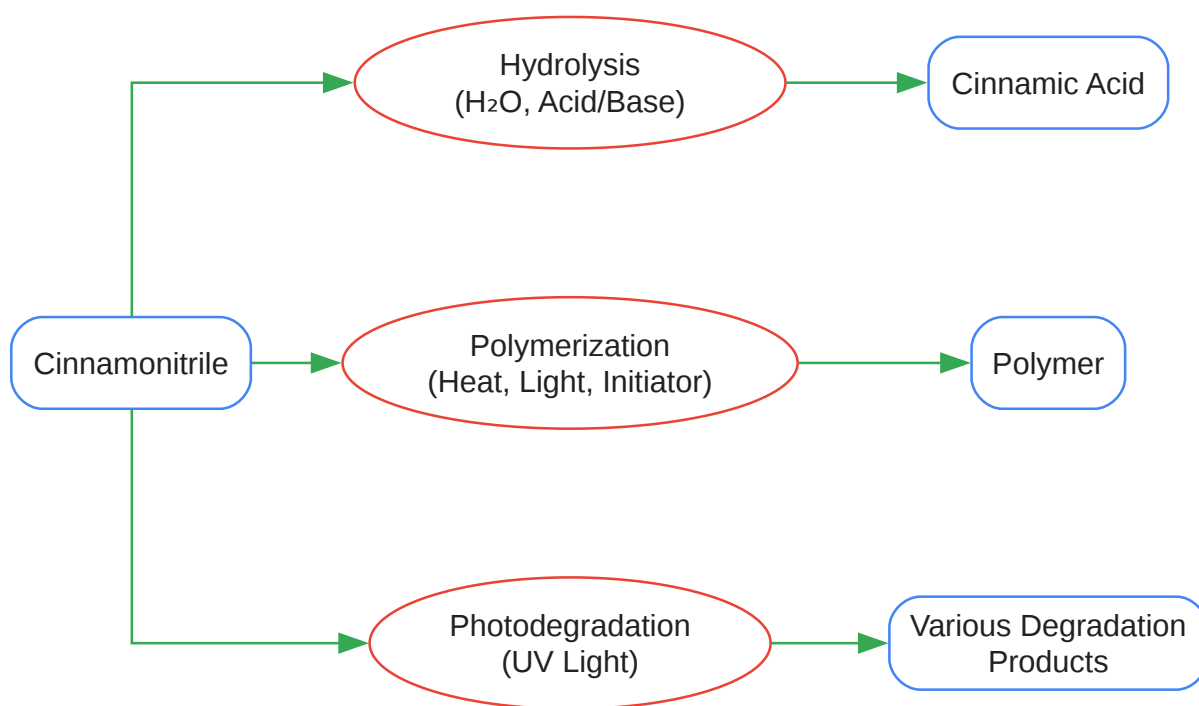 Hydrolysis
(H₂O, Acid/Base)
Cinnamic Acid
Cinnamonitrile
Polymerization
(Heat, Light, Initiator)
Polymer
Photodegradation
(UV Light)
Various Degradation
Products